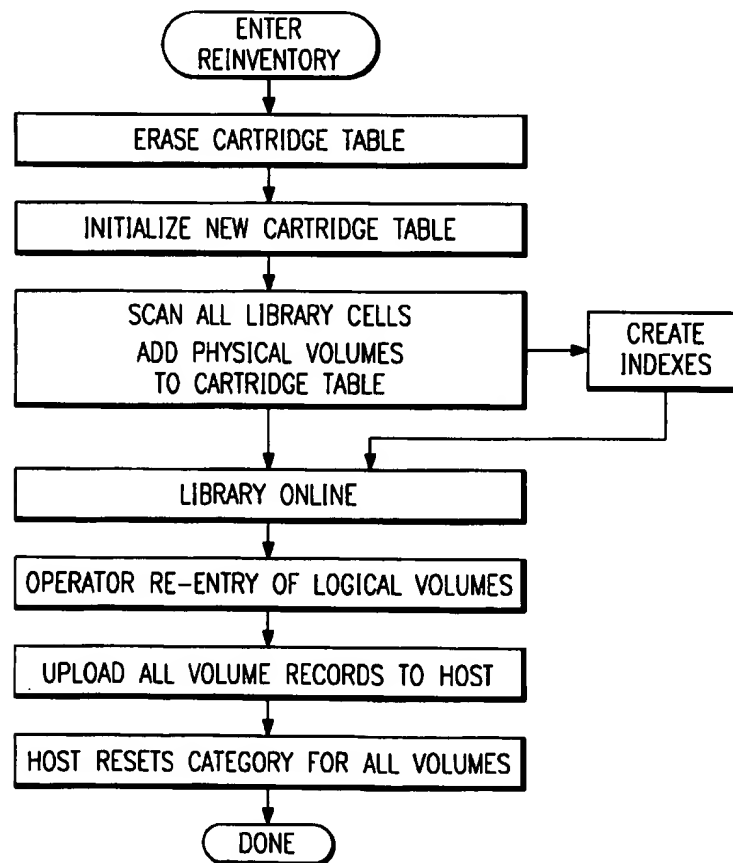 ENTER
REINVENTORY
ERASE CARTRIDGE TABLE
INITIALIZE NEW CARTRIDGE TABLE
SCAN ALL LIBRARY CELLS
ADD PHYSICAL VOLUMES
TO CARTRIDGE TABLE
CREATE
INDEXES
LIBRARY ONLINE
OPERATOR RE-ENTRY OF LOGICAL VOLUMES
UPLOAD ALL VOLUME RECORDS TO HOST
HOST RESETS CATEGORY FOR ALL VOLUMES
DONE